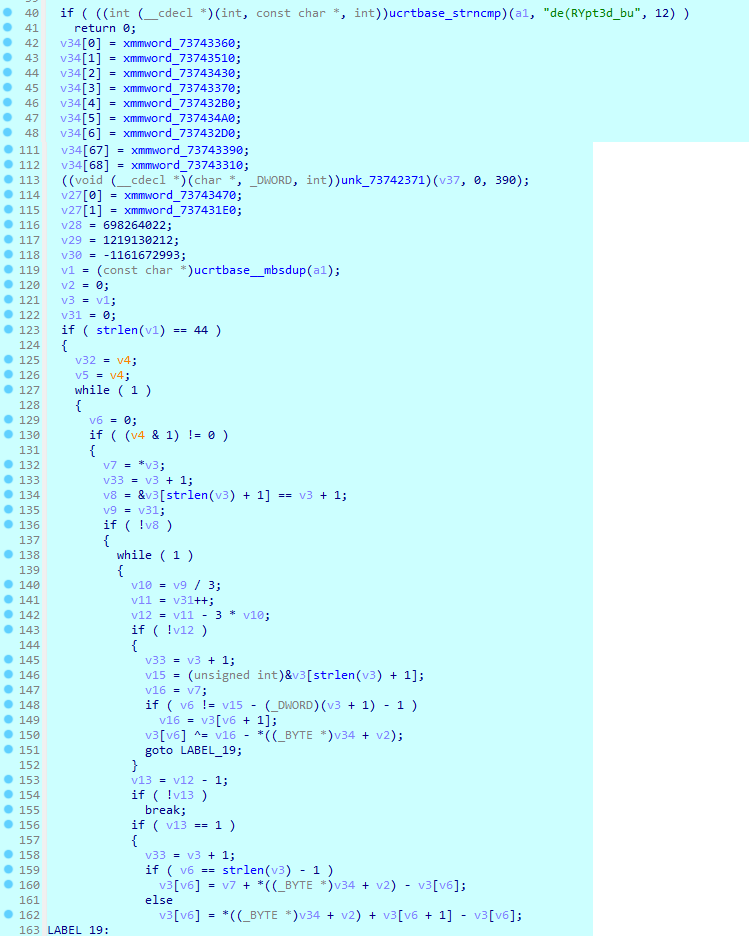 40 if ( ((int (__cdecl *)(int, const char *, int))ucrtbase_strncmp)(a1, "de(RYpt3d_bu", 12) )
41 return 0;
42 v34[0] = xmmword_73743360;
43 v34[1] = xmmword_73743510;
44 v34[2] = xmmword_73743430;
45 v34[3] = xmmword_73743370;
46 v34[4] = xmmword_737432B0;
47 v34[5] = xmmword_737434A0;
48 v34[6] = xmmword_737432D0;
111 v34[67] = xmmword_73743390;
112 v34[68] = xmmword_73743310;
113 ((void (__cdecl *)(char *, _DWORD, int))unk_73742371)(v37, 0, 390);
114 v27[0] = xmmword_73743470;
115 v27[1] = xmmword_737431E0;
116 v28 = 698264022;
117 v29 = 1219130212;
118 v30 = -1161672993;
119 v1 = (const char *)ucrtbase__mbsdup(a1);
120 v2 = 0;
121 v3 = v1;
122 v31 = 0;
123 if ( strlen(v1) == 44 )
124 {
125 v32 = v4;
126 v5 = v4;
127 while ( 1 )
128 {
129 v6 = 0;
130 if ( (v4 & 1) != 0 )
131 {
132 v7 = *v3;
133 v33 = v3 + 1;
134 v8 = &v3[strlen(v3) + 1] == v3 + 1;
135 v9 = v31;
136 if ( !v8 )
137 {
138 while ( 1 )
139 {
140 v10 = v9 / 3;
141 v11 = v31++;
142 v12 = v11 - 3 * v10;
143 if ( !v12 )
144 {
145 v33 = v3 + 1;
146 v15 = (unsigned int)&v3[strlen(v3) + 1];
147 v16 = v7;
148 if ( v6 != v15 - (_DWORD)(v3 + 1) - 1 )
149 v16 = v3[v6 + 1];
150 v3[v6] ^= v16 - *((_BYTE *)v34 + v2);
151 goto LABEL_19;
152 }
153 v13 = v12 - 1;
154 if ( !v13 )
155 break;
156 if ( v13 == 1 )
157 {
158 v33 = v3 + 1;
159 if ( v6 == strlen(v3) - 1 )
160 v3[v6] = v7 + *((_BYTE *)v34 + v2) - v3[v6];
161 else
162 v3[v6] = *((_BYTE *)v34 + v2) + v3[v6 + 1] - v3[v6];
163 LABEL_19: